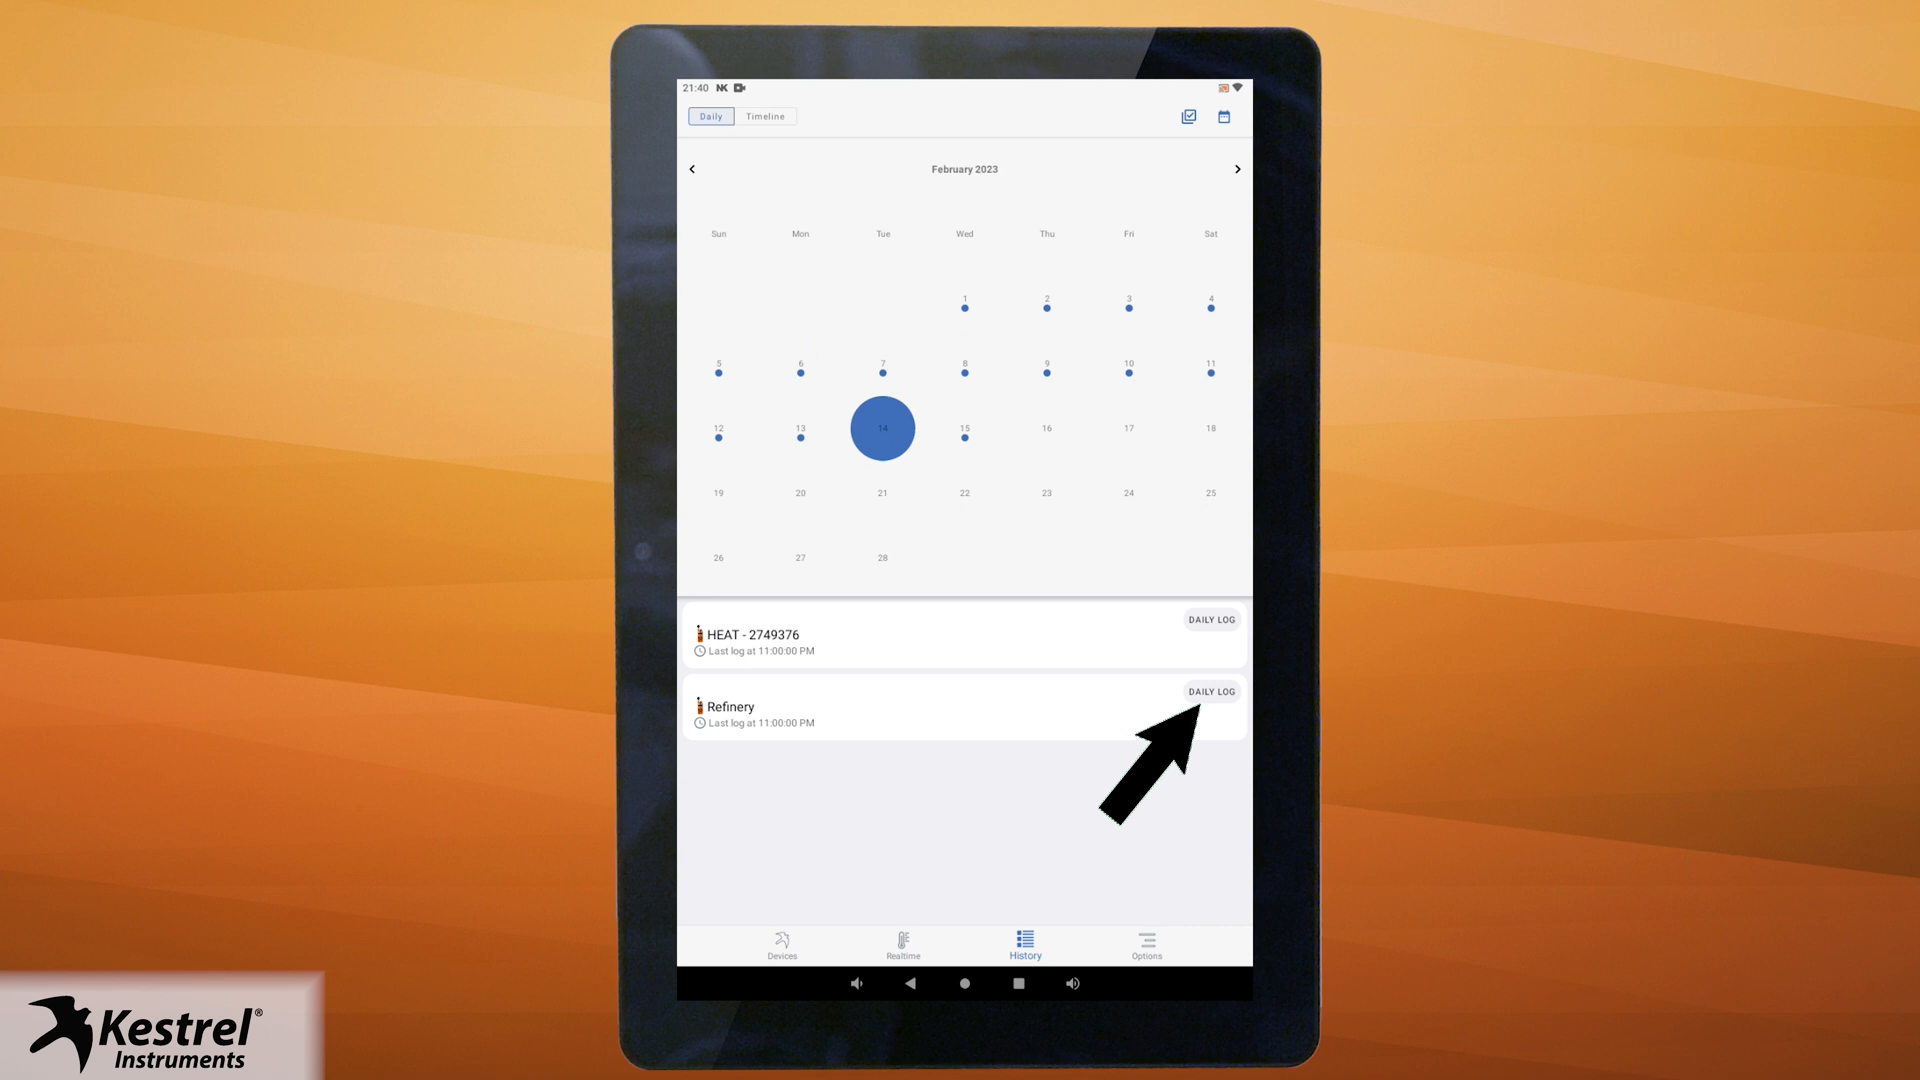 21:40 NK
Daily Timeline
February 2023
Sun Mon Tue Wed Thu Fri Sat
1 2 3 4
5 6 7 8 9 10 11
12 13 14 15 16 17 18
19 20 21 22 23 24 25
26 27 28
DAILY LOG
HEAT - 2749376
Last log at 11:00:00 PM
DAILY LOG
Refinery
Last log at 11:00:00 PM
Devices Realtime History Options
Kestrel®
Instruments